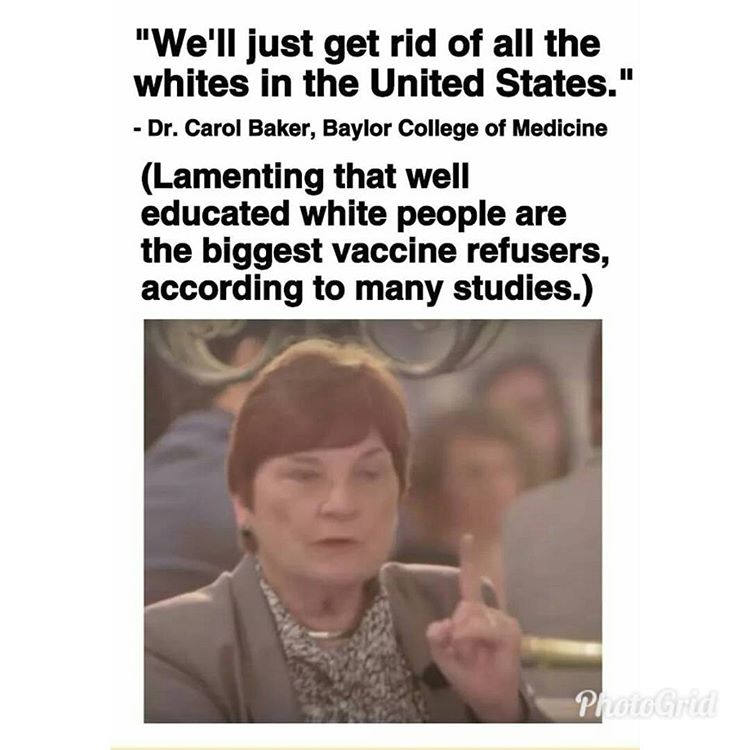 "We'll just get rid of all the
whites in the United States."
- Dr. Carol Baker, Baylor College of Medicine
(Lamenting that well
educated white people are
the biggest vaccine refusers,
according to many studies.)
PhotoGrid